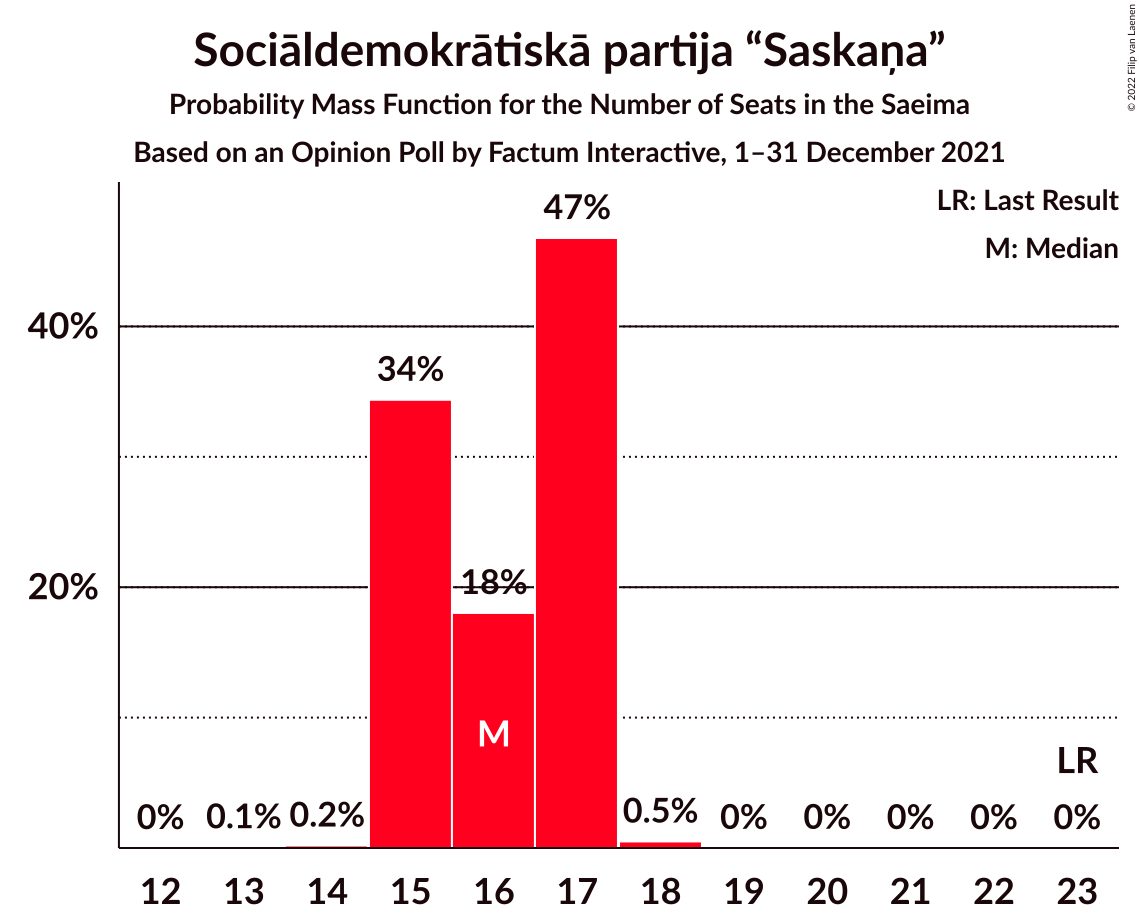 Sociāldemokrātiskā partija “Saskaņa”
Probability Mass Function for the Number of Seats in the Saeima
Based on an Opinion Poll by Factum Interactive, 1–31 December 2021
© 2022 Filip van Laenen
LR: Last Result
M: Median
47%
40%
34%
20%
18%
M
LR
0% 0.1% 0.2% 0.5% 0% 0% 0% 0% 0%
12 13 14 15 16 17 18 19 20 21 22 23